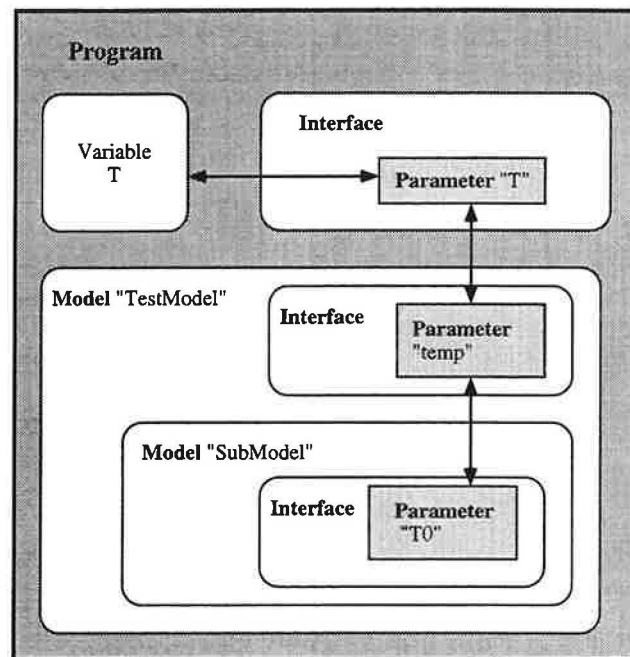 Program
Variable
T
Interface
Parameter "T"
Model "TestModel"
Interface
Parameter
"temp"
Model "SubModel"
Interface
Parameter
"T0"